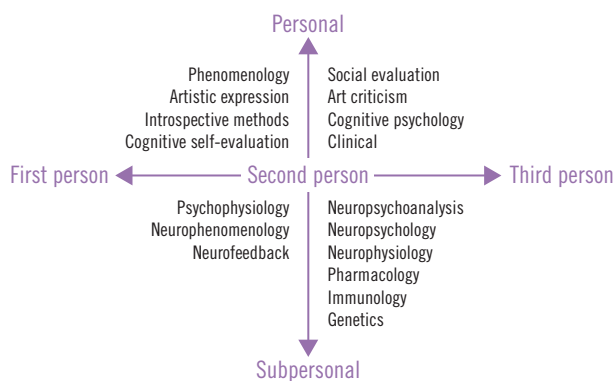 Personal
Phenomenology
Artistic expression
Introspective methods
Cognitive self-evaluation
Social evaluation
Art criticism
Cognitive psychology
Clinical
First person
Second person
Third person
Psychophysiology
Neurophenomenology
Neurofeedback
Neuropsychoanalysis
Neuropsychology
Neurophysiology
Pharmacology
Immunology
Genetics
Subpersonal